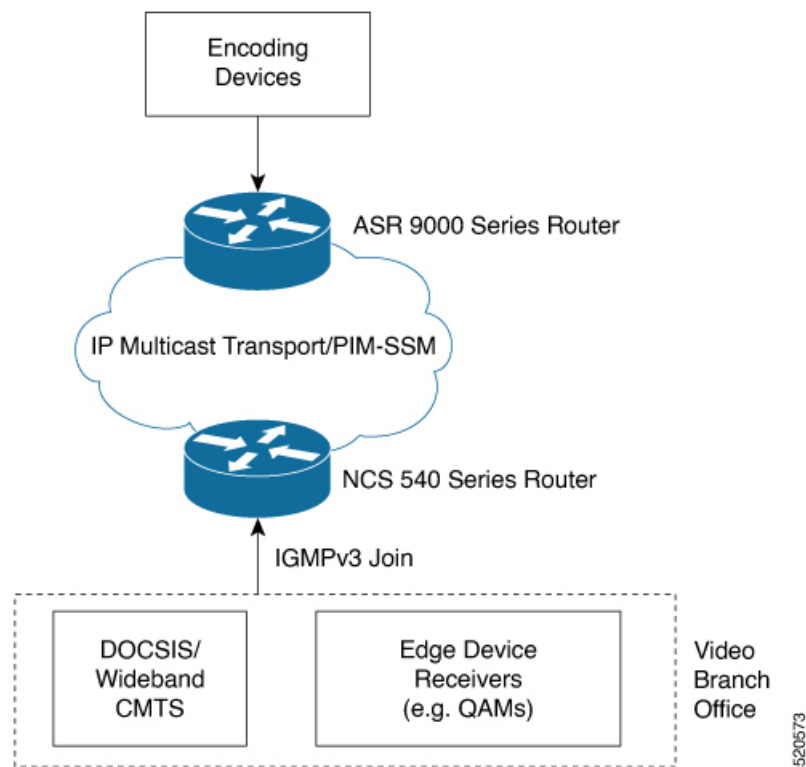 Encoding
Devices
ASR 9000 Series Router
IP Multicast Transport/PIM-SSM
NCS 540 Series Router
IGMPv3 Join
DOCSIS/
Wideband
CMTS
Edge Device
Receivers
(e.g. QAMs)
Video
Branch
Office
520573